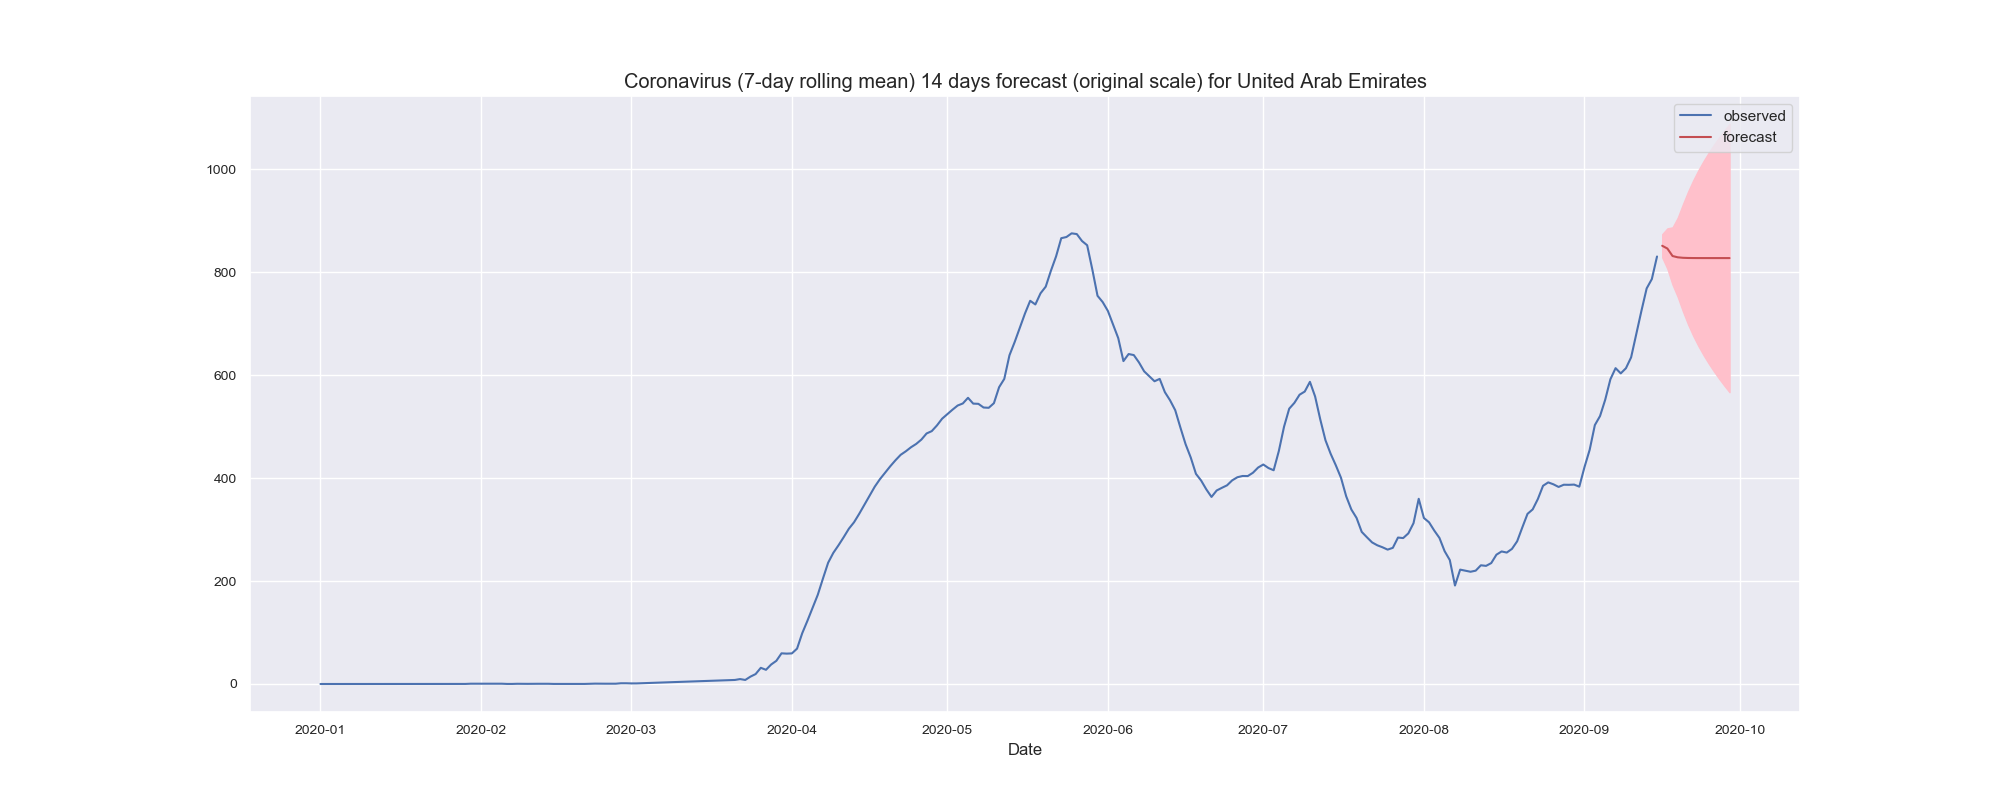 Coronavirus (7-day rolling mean) 14 days forecast (original scale) for United Arab Emirates
observed
forecast
1000
800
600
400
200
0
2020-01 2020-02 2020-03 2020-04 2020-05 2020-06 2020-07 2020-08 2020-09 2020-10
Date